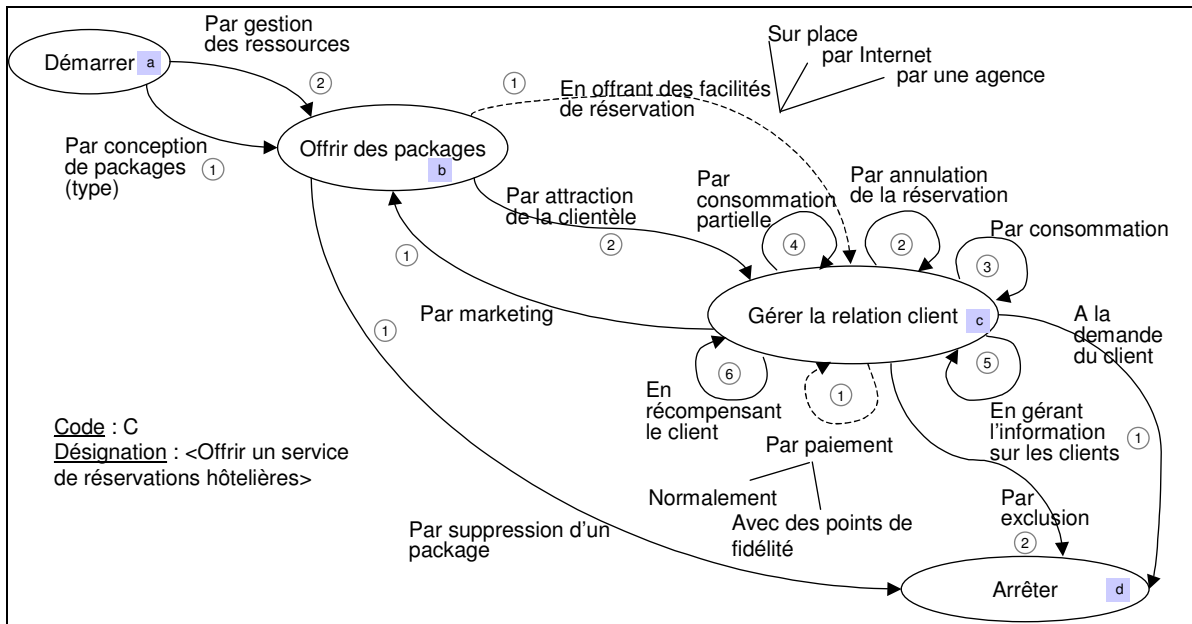 Par gestion
des ressources
Démarrer a
2
Par conception
de packages
(type)
1
Offrir des packages
b
1
En offrant des facilités
de réservation
Sur place
par Internet
par une agence
Par attraction
de la clientèle
2
Par
consommation
partielle
4
Par annulation
de la réservation
2
Par consommation
3
1
Par marketing
1
Gérer la relation client c
A la
demande
du client
1
6
En
récompensant
le client
1
Par paiement
Normalement
Avec des points de
fidélité
5
En gérant
l’information
sur les clients
Code : C
Désignation : <Offrir un service
de réservations hôtelières>
Par suppression d’un
package
Par
exclusion
2
Arrêter d